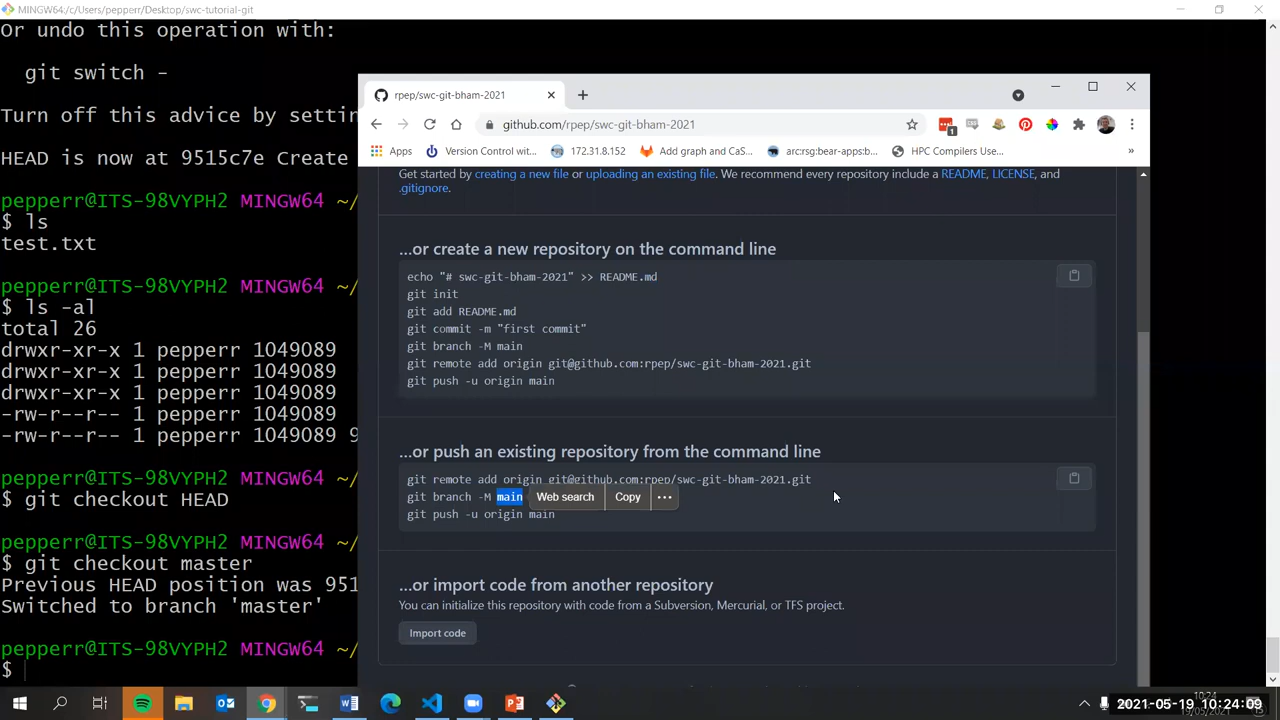 MINGW64:/c/Users/pepperr/Desktop/swc-tutorial-git
Or undo this operation with:
git switch -
Turn off this advice by setti
HEAD is now at 9515c7e Create
pepperr@ITS-98VYPH2 MINGW64 ~/
$ ls
test.txt
pepperr@ITS-98VYPH2 MINGW64 ~/
$ ls -al
total 26
drwxr-xr-x 1 pepperr 1049089
drwxr-xr-x 1 pepperr 1049089
drwxr-xr-x 1 pepperr 1049089
-rw-r--r-- 1 pepperr 1049089
-rw-r--r-- 1 pepperr 1049089 9
pepperr@ITS-98VYPH2 MINGW64 ~/
$ git checkout HEAD
pepperr@ITS-98VYPH2 MINGW64 ~/
$ git checkout master
Previous HEAD position was 951
Switched to branch 'master'
pepperr@ITS-98VYPH2 MINGW64 ~/
$
rpep/swc-git-bham-2021
github.com/rpep/swc-git-bham-2021
1
Apps Version Control wit... 172.31.8.152 Add graph and CaS... arc:rsg:bear-apps:b... HPC Compilers Use... »
Get started by creating a new file or uploading an existing file. We recommend every repository include a README, LICENSE, and
.gitignore.
...or create a new repository on the command line
echo "# swc-git-bham-2021" >> README.md
git init
git add README.md
git commit -m "first commit"
git branch -M main
git remote add origin git@github.com:rpep/swc-git-bham-2021.git
git push -u origin main
...or push an existing repository from the command line
git remote add origin git@github.com:rpep/swc-git-bham-2021.git
git branch -M main Web search Copy
git push -u origin main
...or import code from another repository
You can initialize this repository with code from a Subversion, Mercurial, or TFS project.
Import code
10:24
19/05/2021
2021-05-19 10:24:09